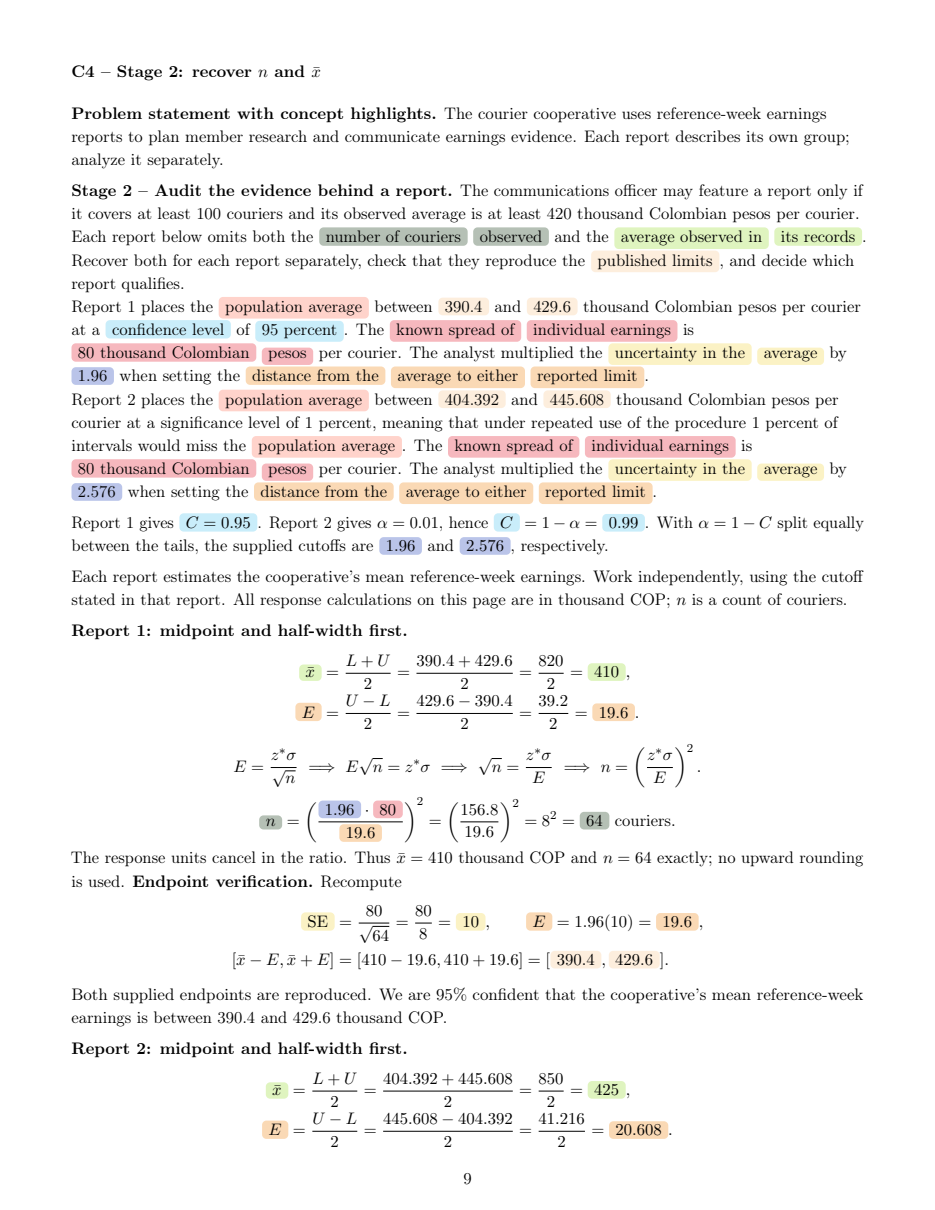 C4 – Stage 2: recover n and x̄
Problem statement with concept highlights. The courier cooperative uses reference-week earnings
reports to plan member research and communicate earnings evidence. Each report describes its own group;
analyze it separately.
Stage 2 – Audit the evidence behind a report. The communications officer may feature a report only if
it covers at least 100 couriers and its observed average is at least 420 thousand Colombian pesos per courier.
Each report below omits both the number of couriers observed and the average observed in its records .
Recover both for each report separately, check that they reproduce the published limits , and decide which
report qualifies.
Report 1 places the population average between 390.4 and 429.6 thousand Colombian pesos per courier
at a confidence level of 95 percent . The known spread of individual earnings is
80 thousand Colombian pesos per courier. The analyst multiplied the uncertainty in the average by
1.96 when setting the distance from the average to either reported limit .
Report 2 places the population average between 404.392 and 445.608 thousand Colombian pesos per
courier at a significance level of 1 percent, meaning that under repeated use of the procedure 1 percent of
intervals would miss the population average . The known spread of individual earnings is
80 thousand Colombian pesos per courier. The analyst multiplied the uncertainty in the average by
2.576 when setting the distance from the average to either reported limit .
Report 1 gives C = 0.95 . Report 2 gives α = 0.01, hence C = 1 − α = 0.99 . With α = 1 − C split equally
between the tails, the supplied cutoffs are 1.96 and 2.576 , respectively.
Each report estimates the cooperative's mean reference-week earnings. Work independently, using the cutoff
stated in that report. All response calculations on this page are in thousand COP; n is a count of couriers.
Report 1: midpoint and half-width first.
x̄ = (L + U)/2 = (390.4 + 429.6)/2 = 820/2 = 410 ,
E = (U − L)/2 = (429.6 − 390.4)/2 = 39.2/2 = 19.6 .
E = z*σ/√n ⟹ E√n = z*σ ⟹ √n = z*σ/E ⟹ n = (z*σ/E)² .
n = (1.96 · 80 / 19.6)² = (156.8/19.6)² = 8² = 64 couriers.
The response units cancel in the ratio. Thus x̄ = 410 thousand COP and n = 64 exactly; no upward rounding
is used. Endpoint verification. Recompute
SE = 80/√64 = 80/8 = 10 , E = 1.96(10) = 19.6 ,
[x̄ − E, x̄ + E] = [410 − 19.6, 410 + 19.6] = [ 390.4 , 429.6 ].
Both supplied endpoints are reproduced. We are 95% confident that the cooperative's mean reference-week
earnings is between 390.4 and 429.6 thousand COP.
Report 2: midpoint and half-width first.
x̄ = (L + U)/2 = (404.392 + 445.608)/2 = 850/2 = 425 ,
E = (U − L)/2 = (445.608 − 404.392)/2 = 41.216/2 = 20.608 .
9